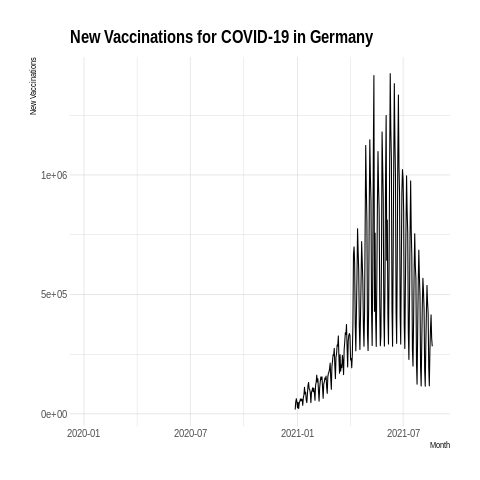 New Vaccinations for COVID-19 in Germany
New Vaccinations
1e+06
5e+05
0e+00
2020-01 2020-07 2021-01 2021-07
Month